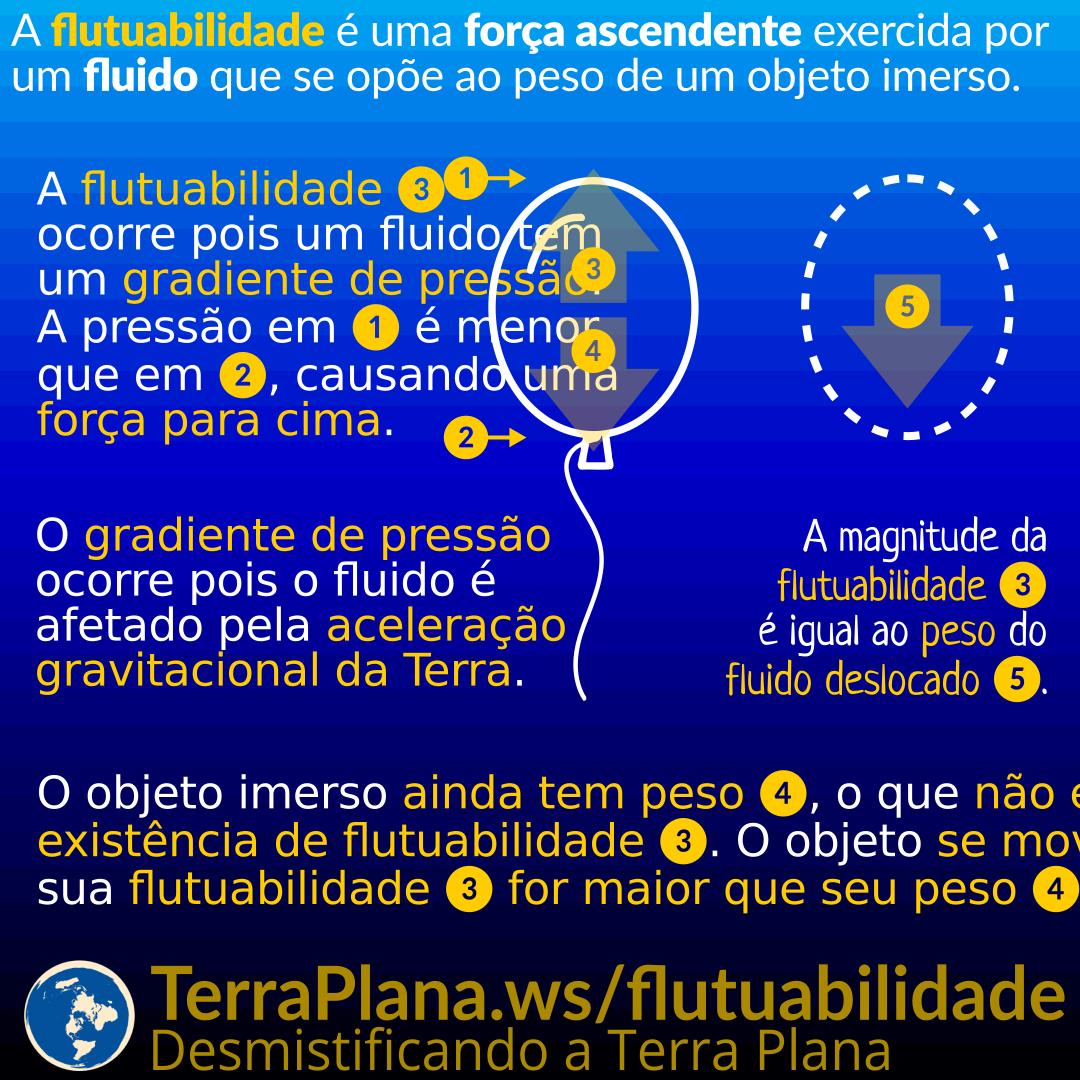 A flutuabilidade é uma força ascendente exercida por
um fluido que se opõe ao peso de um objeto imerso.
A flutuabilidade 3
ocorre pois um fluido tem
um gradiente de pressão.
A pressão em 1 é menor
que em 2, causando uma
força para cima.
1
3
4
2
5
O gradiente de pressão
ocorre pois o fluido é
afetado pela aceleração
gravitacional da Terra.
A magnitude da
flutuabilidade 3
é igual ao peso do
fluido deslocado 5.
O objeto imerso ainda tem peso 4, o que não
existência de flutuabilidade 3. O objeto se
sua flutuabilidade 3 for maior que seu peso 4
TerraPlana.ws/flutuabilidade
Desmistificando a Terra Plana